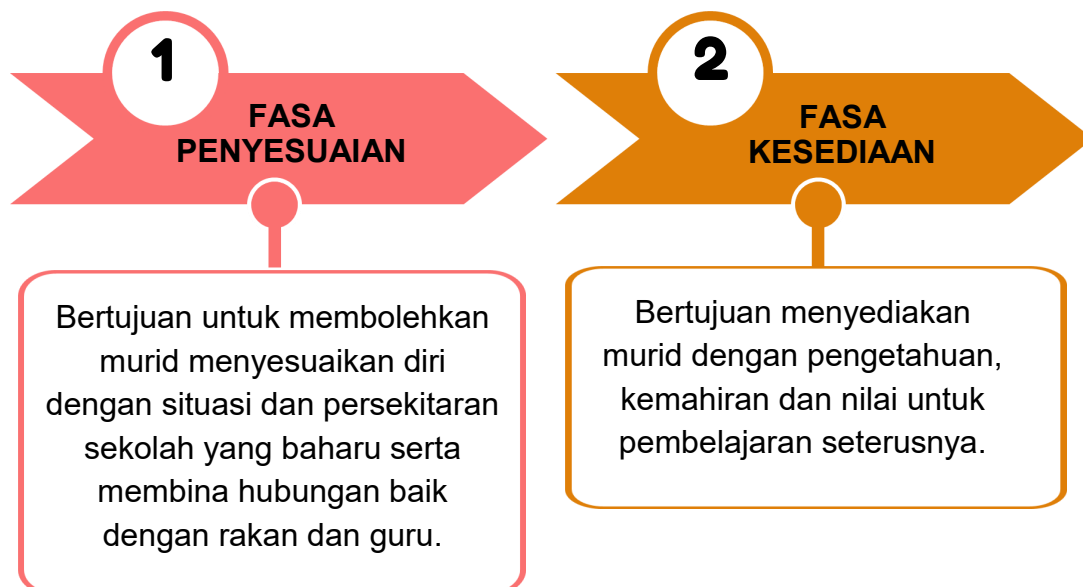 1
FASA
PENYESUAIAN
Bertujuan untuk membolehkan
murid menyesuaikan diri
dengan situasi dan persekitaran
sekolah yang baharu serta
membina hubungan baik
dengan rakan dan guru.
2
FASA
KESEDIAAN
Bertujuan menyediakan
murid dengan pengetahuan,
kemahiran dan nilai untuk
pembelajaran seterusnya.